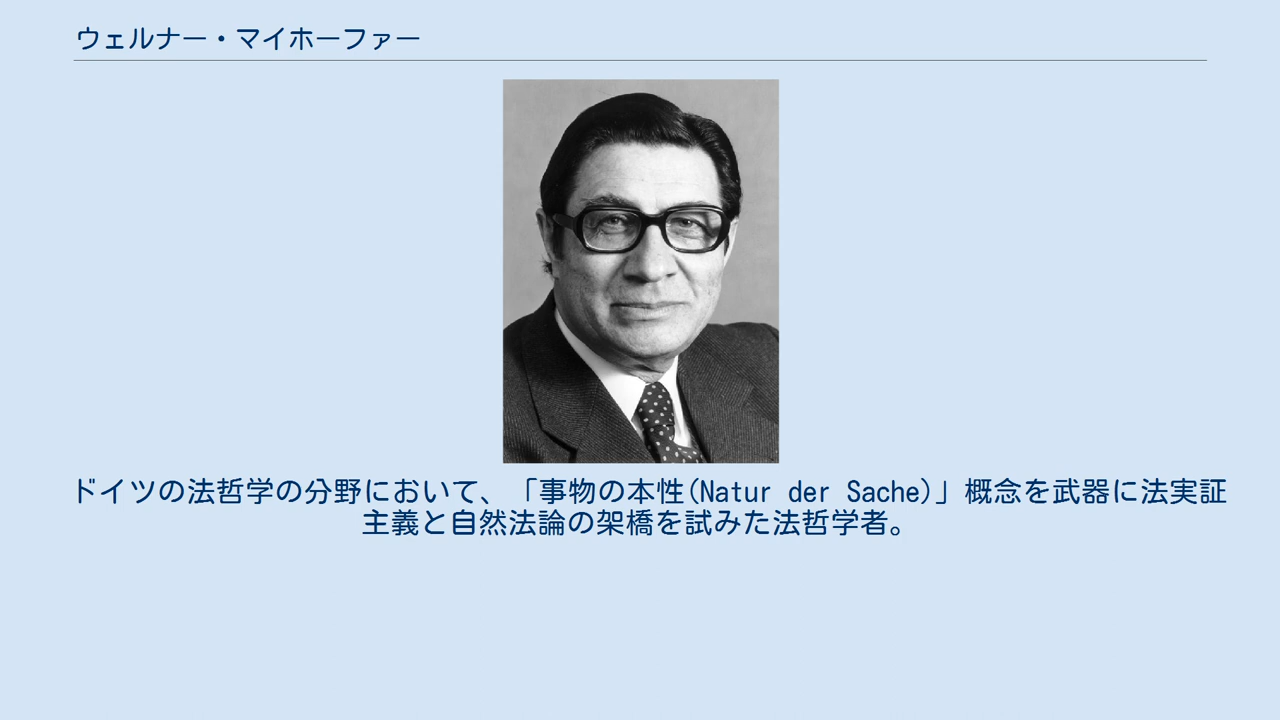 ウェルナー・マイホーファー
ドイツの法哲学の分野において、「事物の本性(Natur der Sache)」概念を武器に法実証
主義と自然法論の架橋を試みた法哲学者。